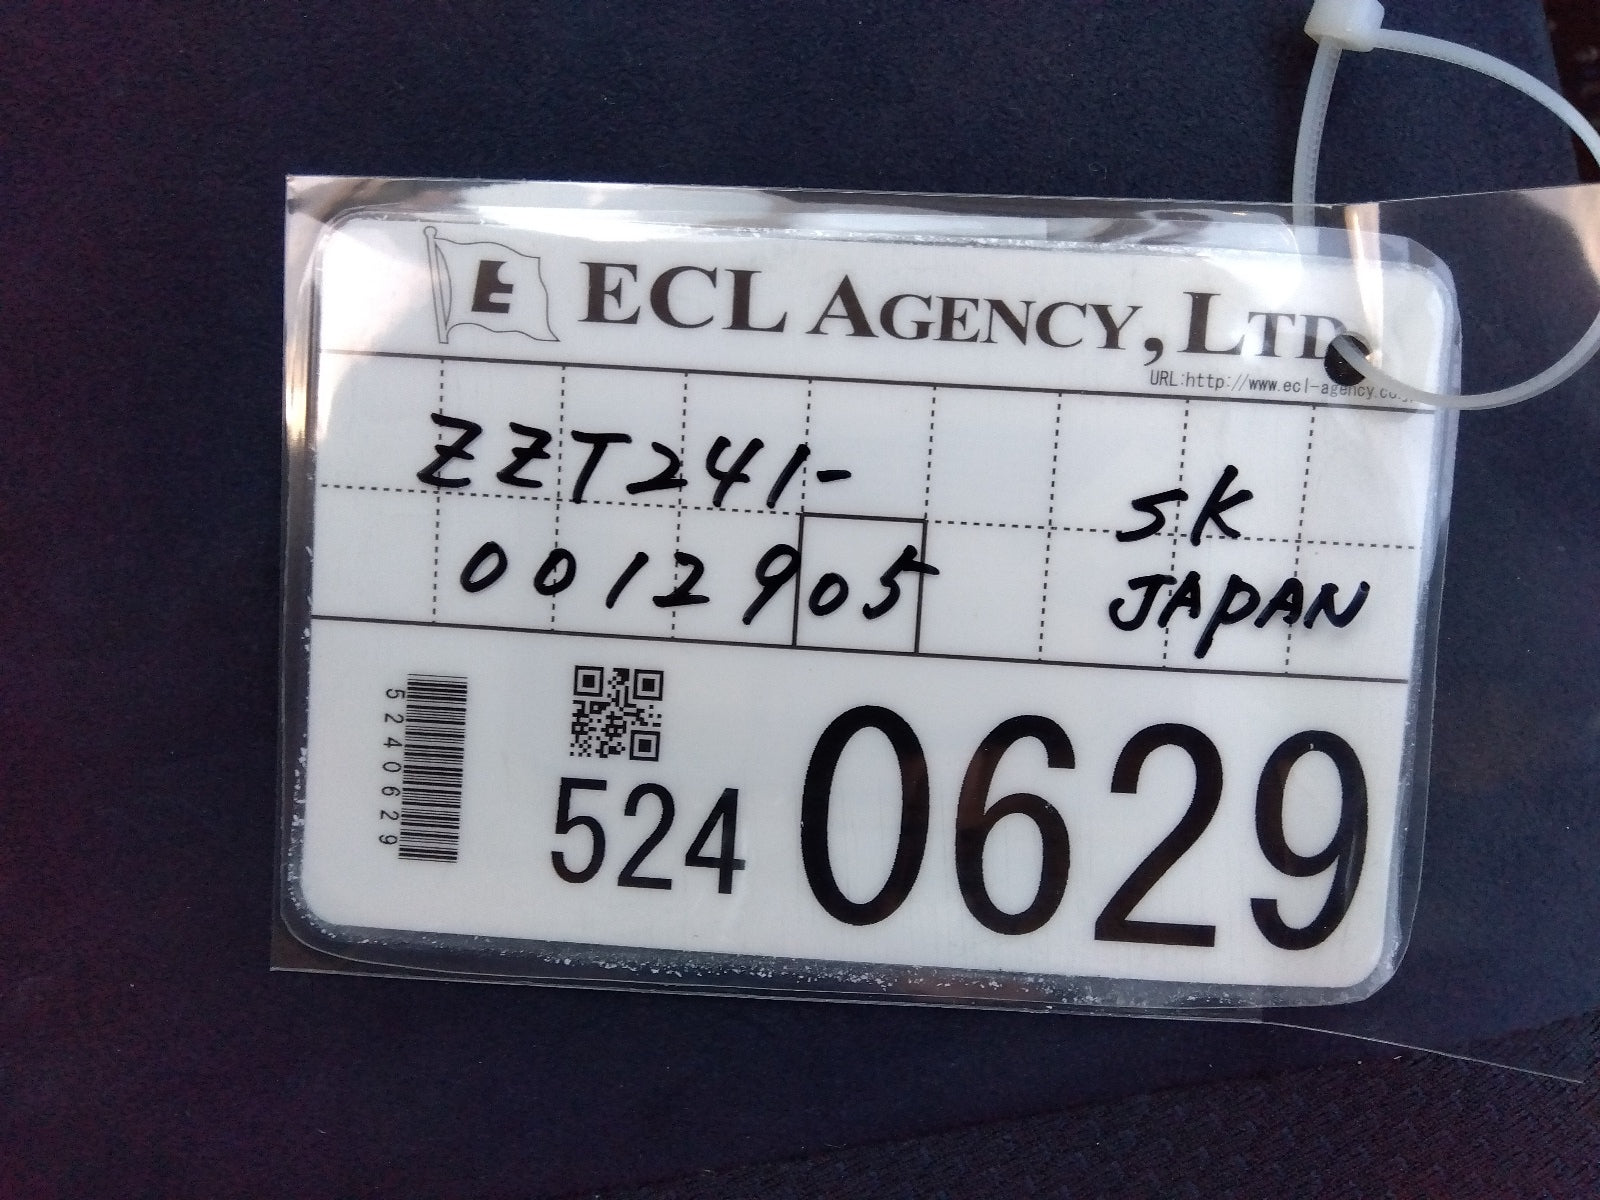 ECL AGENCY, LTD.
URL:http://www.ecl-agency.co.
ZZT241-
0012905
SK
JAPAN
5240629
524 0629